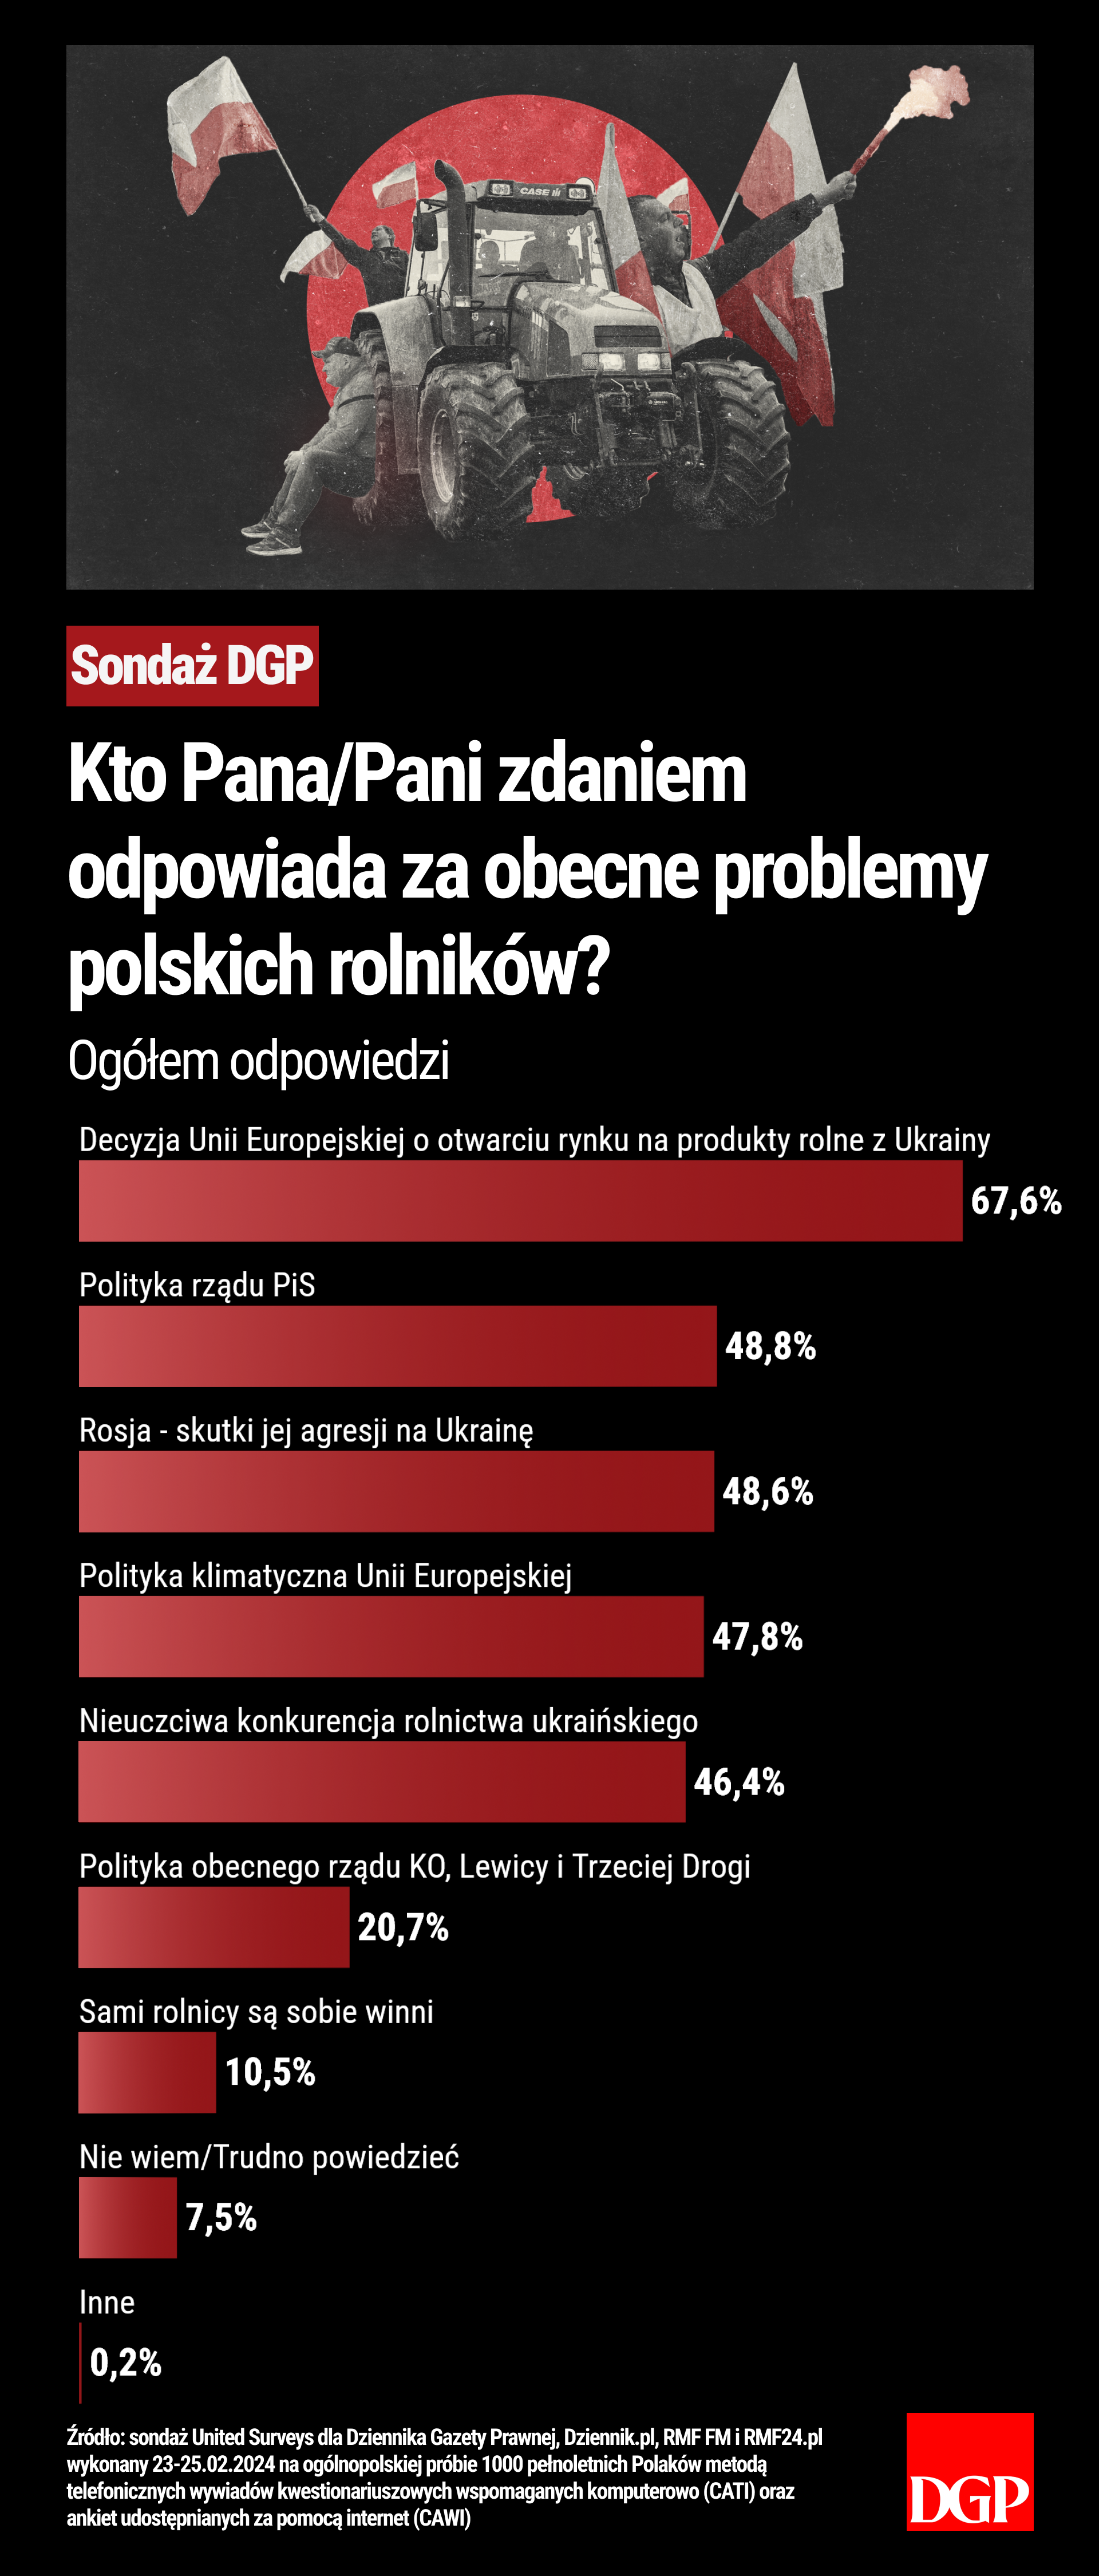 CASE III
Sondaż DGP
Kto Pana/Pani zdaniem
odpowiada za obecne problemy
polskich rolników?
Ogółem odpowiedzi
Decyzja Unii Europejskiej o otwarciu rynku na produkty rolne z Ukrainy
67,6%
Polityka rządu PiS
48,8%
Rosja - skutki jej agresji na Ukrainę
48,6%
Polityka klimatyczna Unii Europejskiej
47,8%
Nieuczciwa konkurencja rolnictwa ukraińskiego
46,4%
Polityka obecnego rządu KO, Lewicy i Trzeciej Drogi
20,7%
Sami rolnicy są sobie winni
10,5%
Nie wiem/Trudno powiedzieć
7,5%
Inne
0,2%
Źródło: sondaż United Surveys dla Dziennika Gazety Prawnej, Dziennik.pl, RMF FM i RMF24.pl
wykonany 23-25.02.2024 na ogólnopolskiej próbie 1000 pełnoletnich Polaków metodą
telefonicznych wywiadów kwestionariuszowych wspomaganych komputerowo (CATI) oraz
ankiet udostępnianych za pomocą internet (CAWI)
DGP